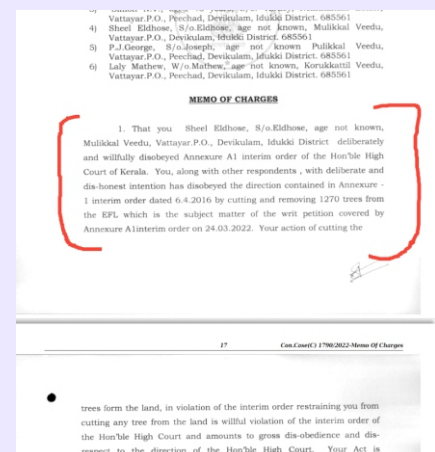 Vattayar.P.O., Peechad, Devikulam, Idukki District. 685561
4) Sheel Eldhose, S/o.Eldhose, age not known, Mulikkal Veedu,
Vattayar.P.O., Devikulam, Idukki District. 685561
5) P.J.George, S/o.Joseph, age not known Pulikkal Veedu,
Vattayar.P.O., Peechad, Devikulam, Idukki District. 685561
6) Laly Mathew, W/o.Mathew, age not known, Korukkattil Veedu,
Vattayar.P.O., Peechad, Devikulam, Idukki District. 685561
MEMO OF CHARGES
1. That you Sheel Eldhose, S/o.Eldhose, age not known,
Mulikkal Veedu, Vattayar.P.O., Devikulam, Idukki District deliberately
and willfully disobeyed Annexure A1 interim order of the Hon'ble High
Court of Kerala. You, along with other respondents , with deliberate and
dis-honest intention has disobeyed the direction contained in Annexure -
1 interim order dated 6.4.2016 by cutting and removing 1270 trees from
the EFL which is the subject matter of the writ petition covered by
Annexure A1interim order on 24.03.2022. Your action of cutting the
17 Con.Case(C) 1790/2022-Memo Of Charges
trees form the land, in violation of the interim order restraining you from
cutting any tree from the land is willful violation of the interim order of
the Hon'ble High Court and amounts to gross dis-obedience and dis-
respect to the direction of the Hon'ble High Court. Your Act is